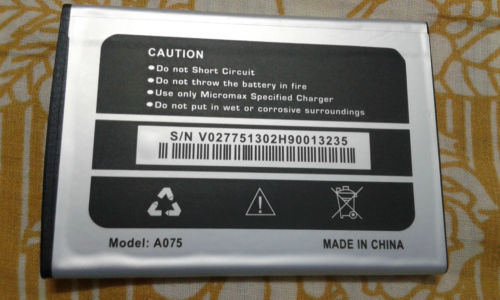 CAUTION
•Do not Short Circuit
•Do not throw the battery in fire
•Use only Micromax Specified Charger
•Do not put in wet or corrosive surroundings
S/N V027751302H90013235
Model: A075
MADE IN CHINA